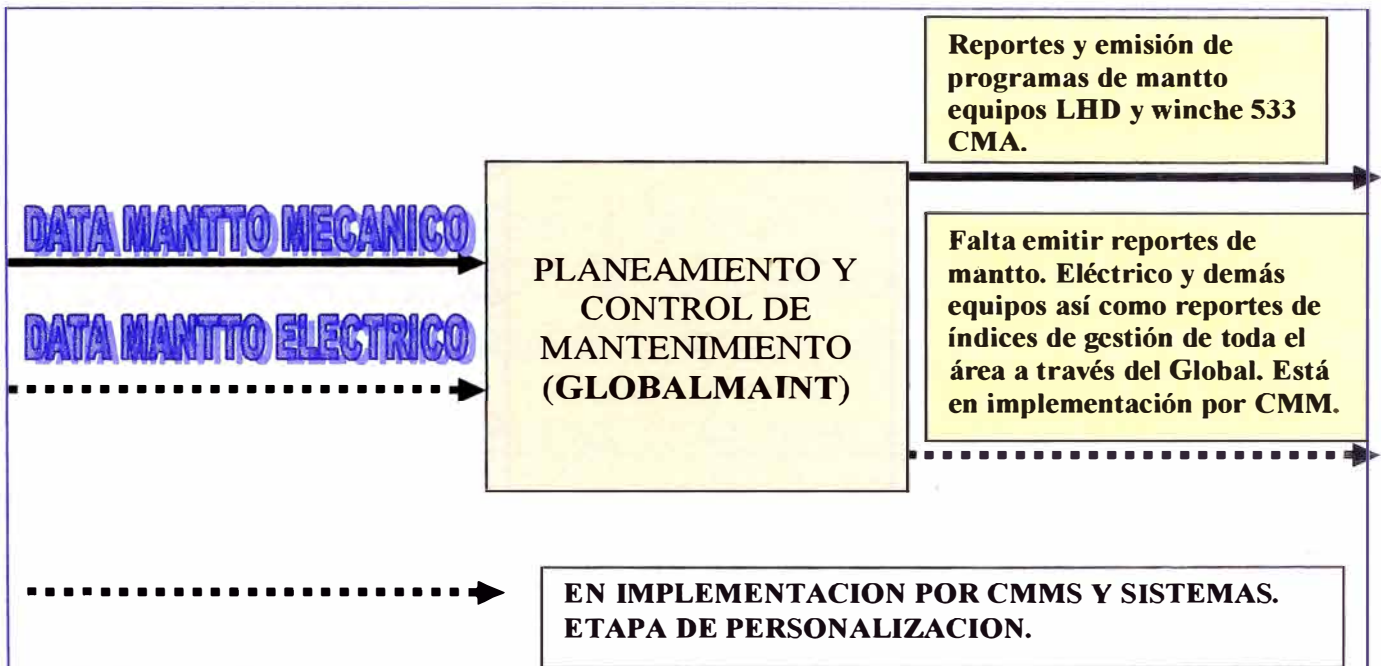 Reportes y emisión de
programas de mantto
equipos LHD y winche 533
CMA.
DATA MANTTO MECANICO
DATA MANTTO ELECTRICO
PLANEAMIENTO Y
CONTROL DE
MANTENIMIENTO
(GLOBALMAINT)
Falta emitir reportes de
mantto. Eléctrico y demás
equipos así como reportes de
índices de gestión de toda el
área a través del Global. Está
en implementación por CMM.
EN IMPLEMENTACION POR CMMS Y SISTEMAS.
ETAPA DE PERSONALIZACION.